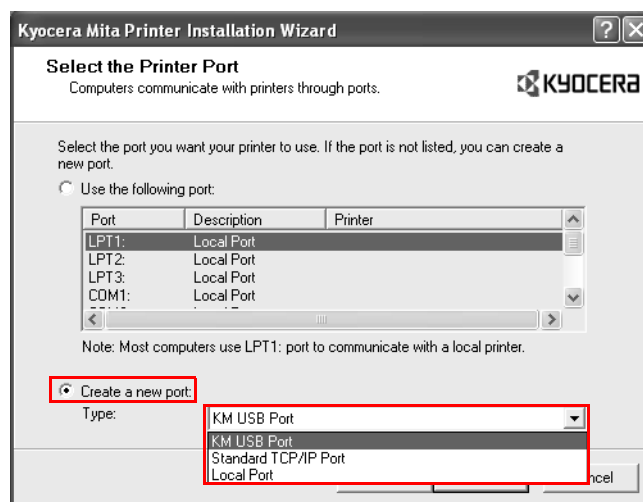 Kyocera Mita Printer Installation Wizard
Select the Printer Port
Computers communicate with printers through ports.
KYOCERA
Select the port you want your printer to use. If the port is not listed, you can create a
new port.
Use the following port:
Port Description Printer
LPT1: Local Port
LPT2: Local Port
LPT3: Local Port
COM1: Local Port
Note: Most computers use LPT1: port to communicate with a local printer.
Create a new port:
Type: KM USB Port
KM USB Port
Standard TCP/IP Port
Local Port
ncel